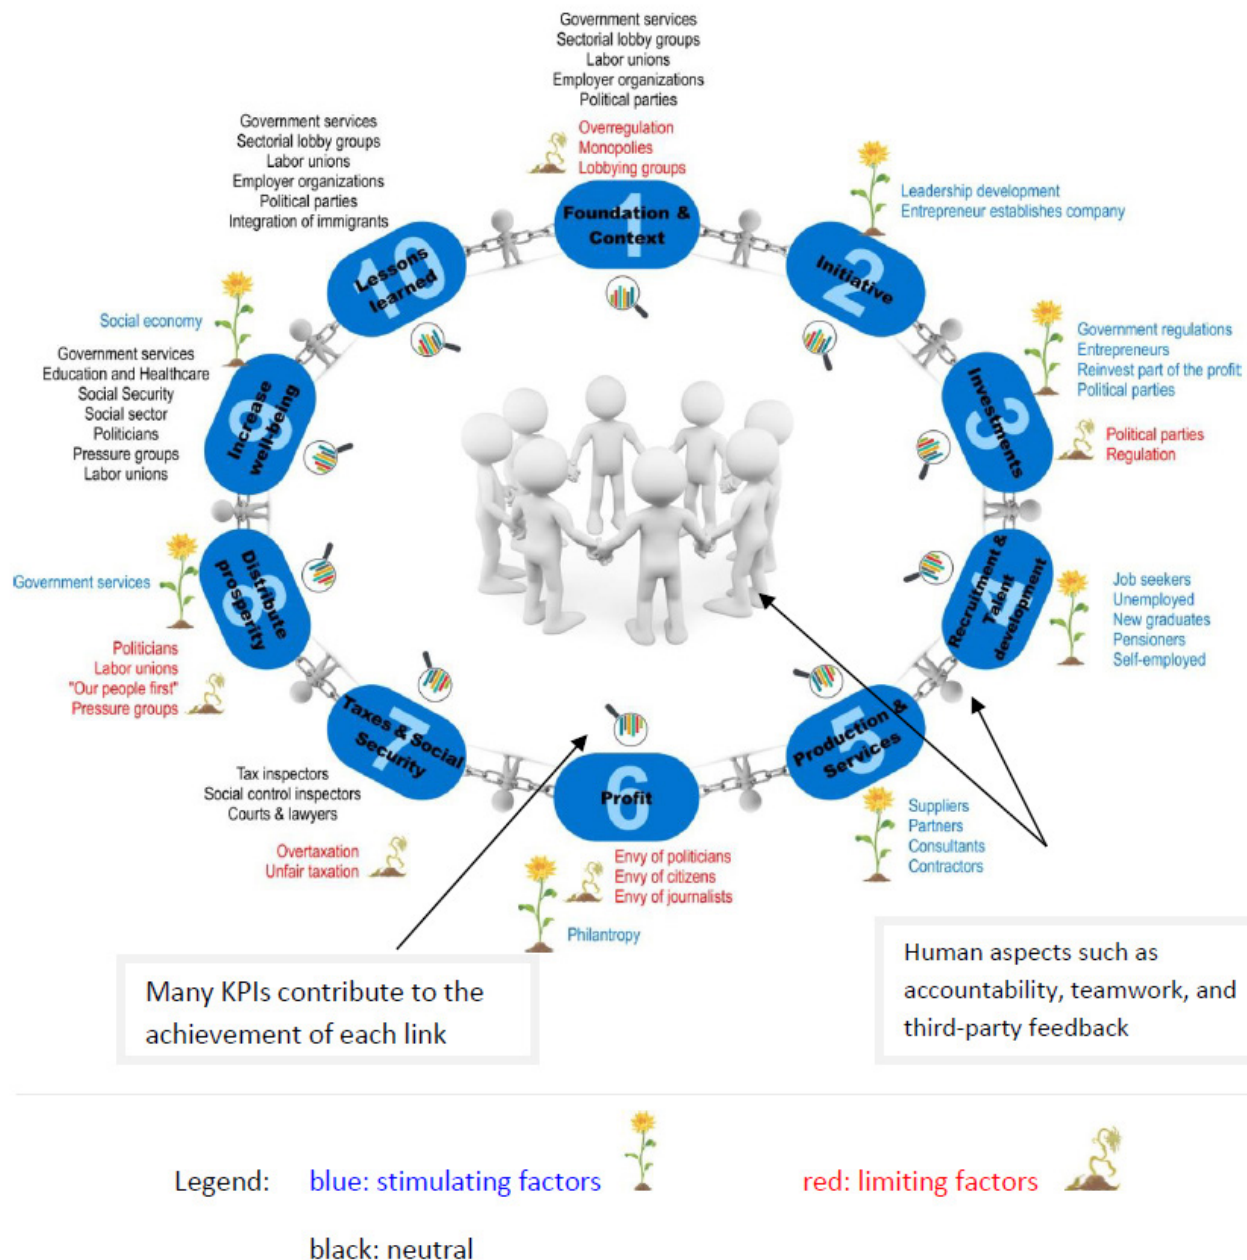 Government services
Sectorial lobby groups
Labor unions
Employer organizations
Political parties
Overregulation
Monopolies
Lobbying groups
1
Foundation &
Context
Leadership development
Entrepreneur establishes company
2
Initiative
Government regulations
Entrepreneurs
Reinvest part of the profit
Political parties
Political parties
Regulation
3
Investments
Job seekers
Unemployed
New graduates
Pensioners
Self-employed
4
Recruitment &
Talent
development
Suppliers
Partners
Consultants
Contractors
5
Production &
Services
6
Profit
Envy of politicians
Envy of citizens
Envy of journalists
Philantropy
7
Taxes & Social
Security
Tax inspectors
Social control inspectors
Courts & lawyers
Overtaxation
Unfair taxation
8
Distribute
prosperity
Government services
Politicians
Labor unions
"Our people first"
Pressure groups
9
Increase
well-being
Social economy
Government services
Education and Healthcare
Social Security
Social sector
Politicians
Pressure groups
Labor unions
10
Lessons
learned
Government services
Sectorial lobby groups
Labor unions
Employer organizations
Political parties
Integration of immigrants
Many KPIs contribute to the
achievement of each link
Human aspects such as
accountability, teamwork, and
third-party feedback
Legend: blue: stimulating factors red: limiting factors
black: neutral